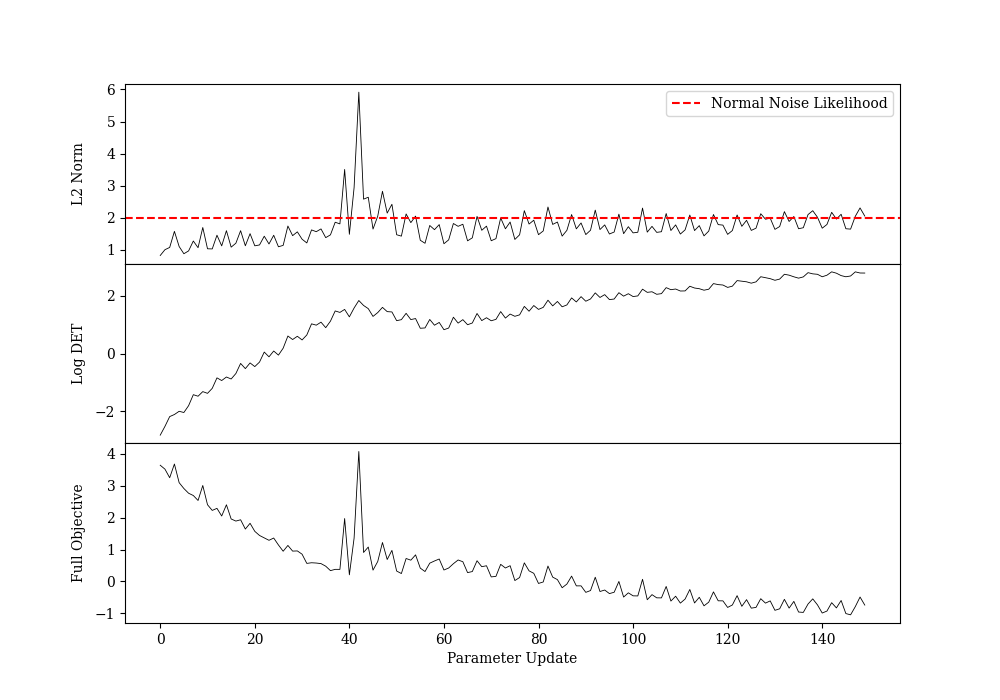 6
5
4
3
2
1
L2 Norm
Normal Noise Likelihood
2
0
−2
Log DET
4
3
2
1
0
−1
Full Objective
0 20 40 60 80 100 120 140
Parameter Update